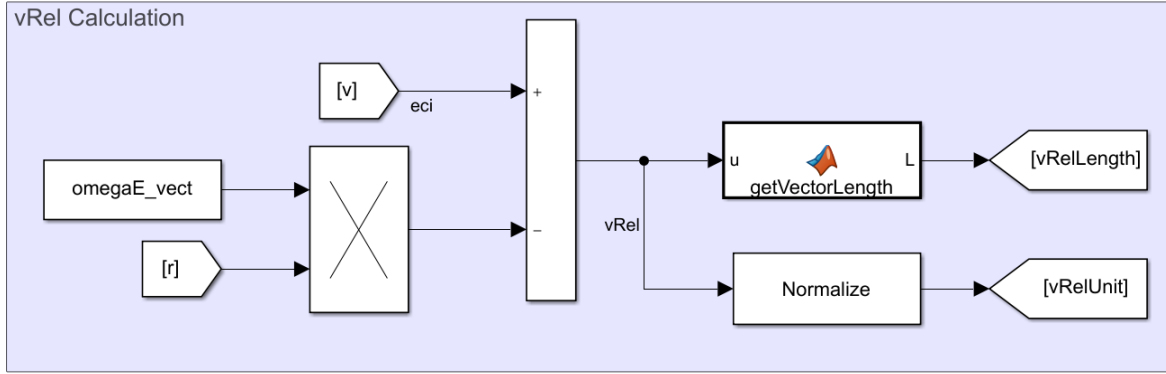 vRel Calculation
[v]
eci
+
omegaE_vect
[r]
−
vRel
u
L
getVectorLength
[vRelLength]
Normalize
[vRelUnit]